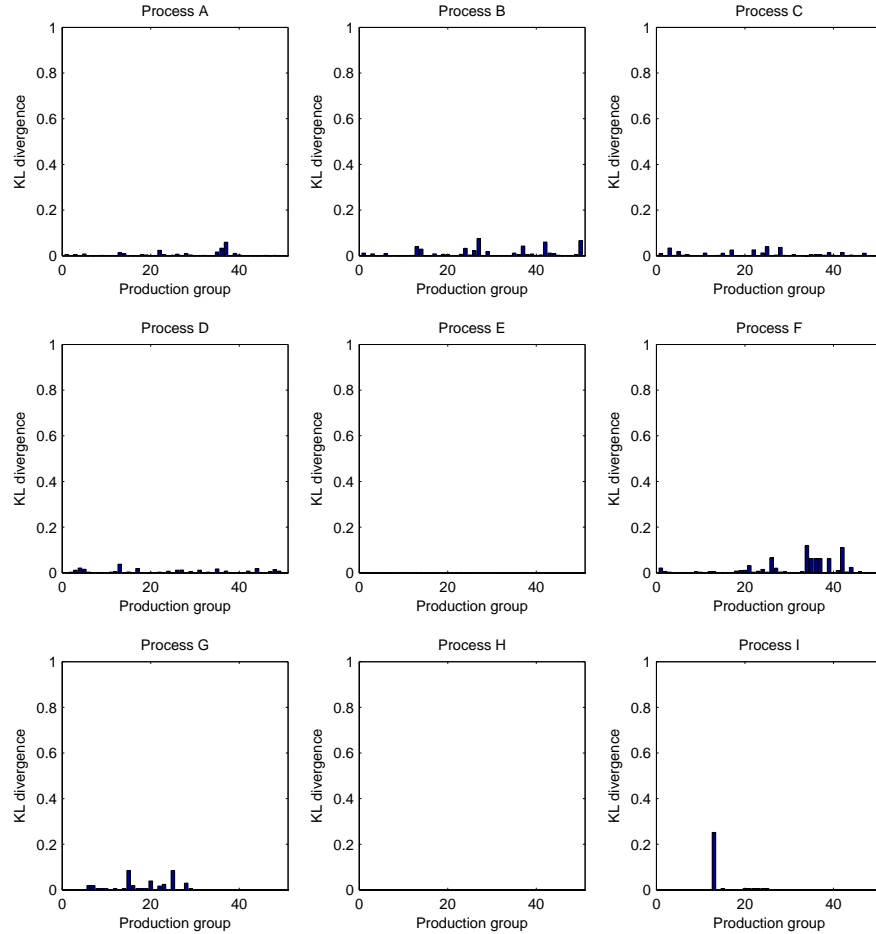 Process A
1
0.8
0.6
0.4
0.2
0
0 20 40
KL divergence
Production group
Process B
1
0.8
0.6
0.4
0.2
0
0 20 40
KL divergence
Production group
Process C
1
0.8
0.6
0.4
0.2
0
0 20 40
KL divergence
Production group
Process D
1
0.8
0.6
0.4
0.2
0
0 20 40
KL divergence
Production group
Process E
1
0.8
0.6
0.4
0.2
0
0 20 40
KL divergence
Production group
Process F
1
0.8
0.6
0.4
0.2
0
0 20 40
KL divergence
Production group
Process G
1
0.8
0.6
0.4
0.2
0
0 20 40
KL divergence
Production group
Process H
1
0.8
0.6
0.4
0.2
0
0 20 40
KL divergence
Production group
Process I
1
0.8
0.6
0.4
0.2
0
0 20 40
KL divergence
Production group